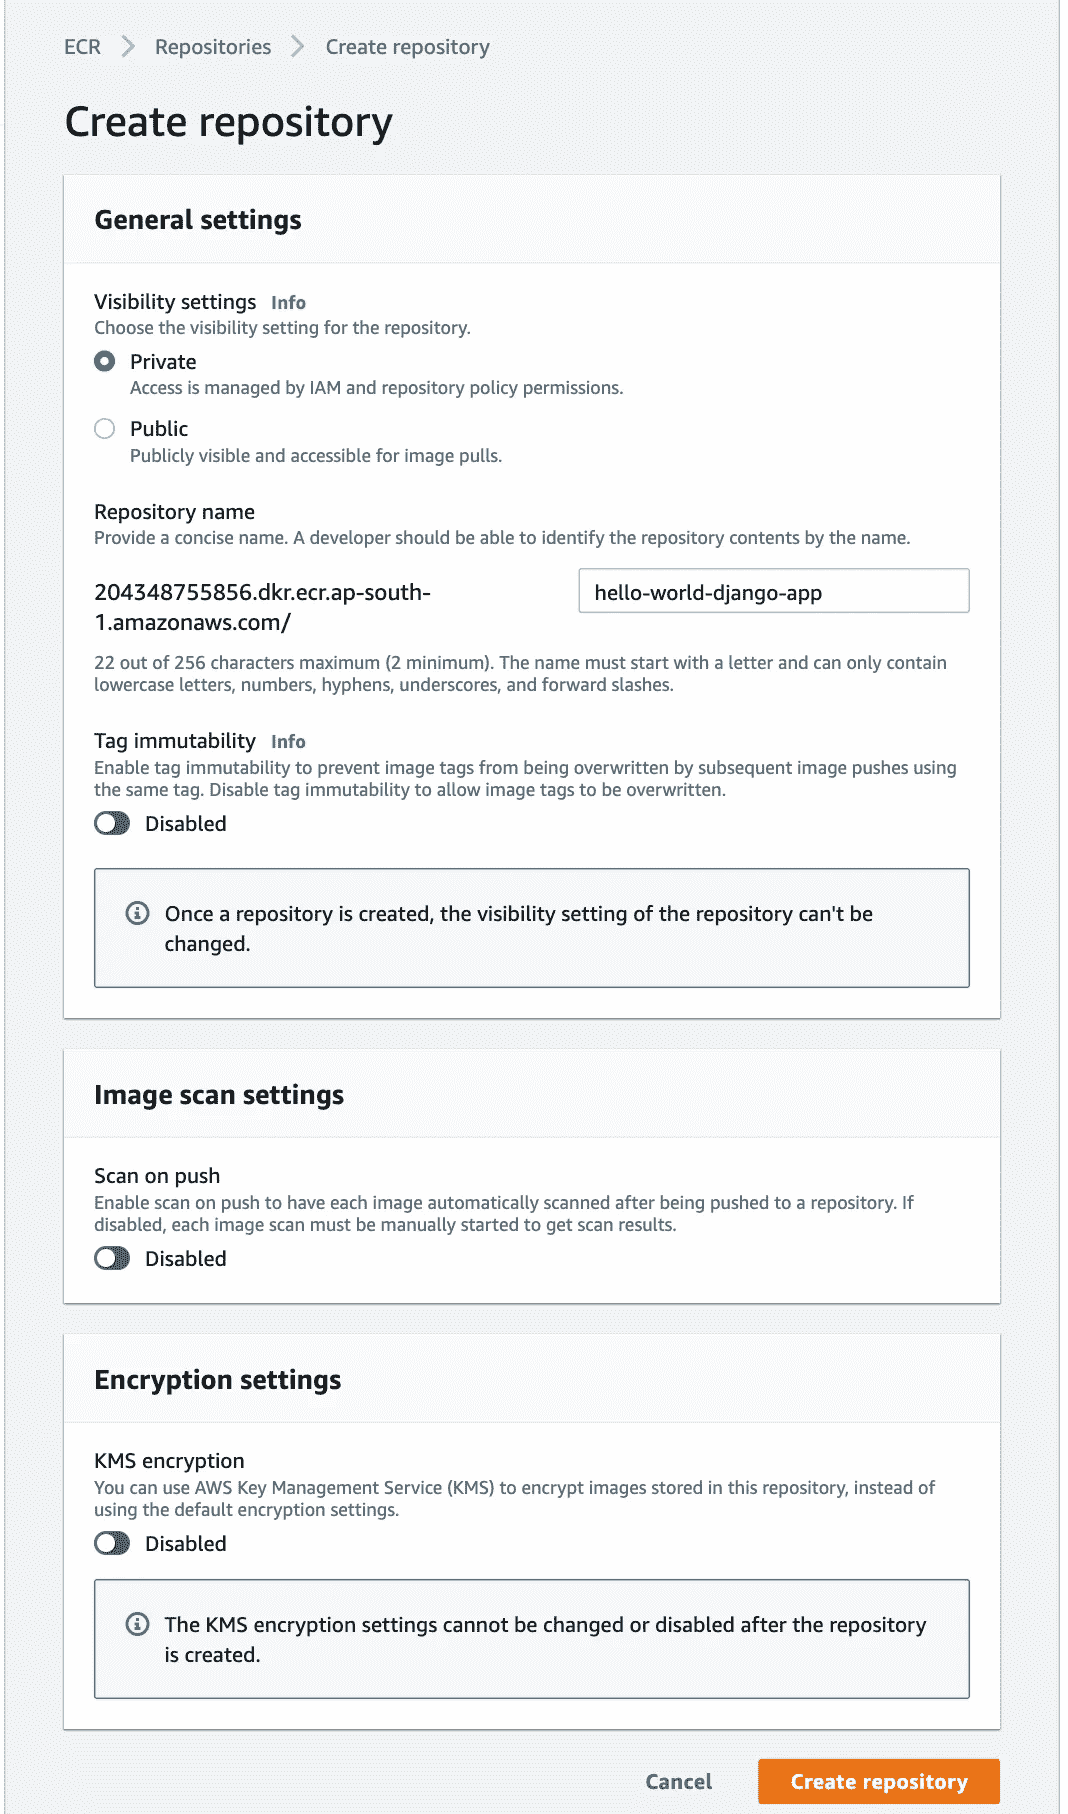 ECR > Repositories > Create repository
Create repository
General settings
Visibility settings Info
Choose the visibility setting for the repository.
Private
Access is managed by IAM and repository policy permissions.
Public
Publicly visible and accessible for image pulls.
Repository name
Provide a concise name. A developer should be able to identify the repository contents by the name.
204348755856.dkr.ecr.ap-south-
1.amazonaws.com/
hello-world-django-app
22 out of 256 characters maximum (2 minimum). The name must start with a letter and can only contain
lowercase letters, numbers, hyphens, underscores, and forward slashes.
Tag immutability Info
Enable tag immutability to prevent image tags from being overwritten by subsequent image pushes using
the same tag. Disable tag immutability to allow image tags to be overwritten.
Disabled
Once a repository is created, the visibility setting of the repository can't be
changed.
Image scan settings
Scan on push
Enable scan on push to have each image automatically scanned after being pushed to a repository. If
disabled, each image scan must be manually started to get scan results.
Disabled
Encryption settings
KMS encryption
You can use AWS Key Management Service (KMS) to encrypt images stored in this repository, instead of
using the default encryption settings.
Disabled
The KMS encryption settings cannot be changed or disabled after the repository
is created.
Cancel
Create repository